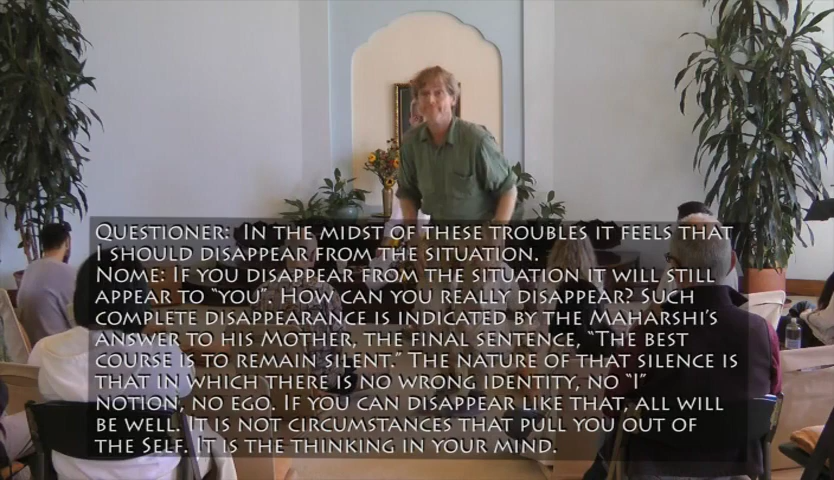 Questioner:  In the midst of these troubles it feels that
I should disappear from the situation.
Nome: If you disappear from the situation it will still
appear to “you”. How can you really disappear? Such
complete disappearance is indicated by the Maharshi’s
answer to his Mother, the final sentence, “The best
course is to remain silent.” The nature of that silence is
that in which there is no wrong identity, no “I”
notion, no ego. If you can disappear like that, all will
be well. It is not circumstances that pull you out of
the Self. It is the thinking in your mind.